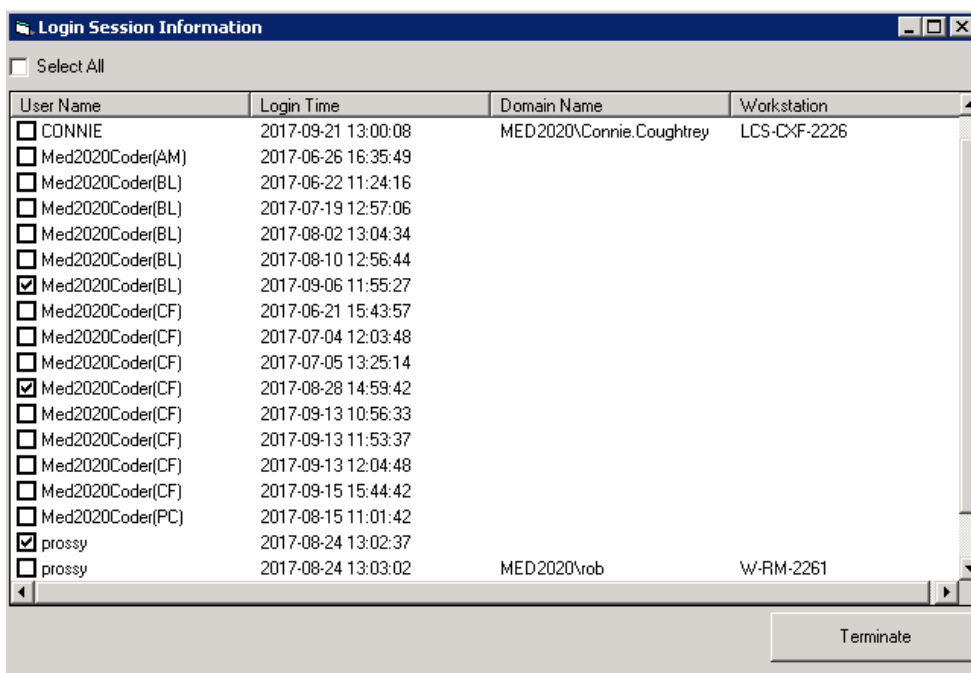 Login Session Information
Select All
User Name Login Time Domain Name Workstation
CONNIE 2017-09-21 13:00:08 MED2020\Connie.Coughtrey LCS-CXF-2226
Med2020Coder(AM) 2017-06-26 16:35:49
Med2020Coder(BL) 2017-06-22 11:24:16
Med2020Coder(BL) 2017-07-19 12:57:06
Med2020Coder(BL) 2017-08-02 13:04:34
Med2020Coder(BL) 2017-08-10 12:56:44
Med2020Coder(BL) 2017-09-06 11:55:27
Med2020Coder(CF) 2017-06-21 15:43:57
Med2020Coder(CF) 2017-07-04 12:03:48
Med2020Coder(CF) 2017-07-05 13:25:14
Med2020Coder(CF) 2017-08-28 14:59:42
Med2020Coder(CF) 2017-09-13 10:56:33
Med2020Coder(CF) 2017-09-13 11:53:37
Med2020Coder(CF) 2017-09-13 12:04:48
Med2020Coder(CF) 2017-09-15 15:44:42
Med2020Coder(PC) 2017-08-15 11:01:42
prossy 2017-08-24 13:02:37
prossy 2017-08-24 13:03:02 MED2020\rob W-RM-2261
Terminate